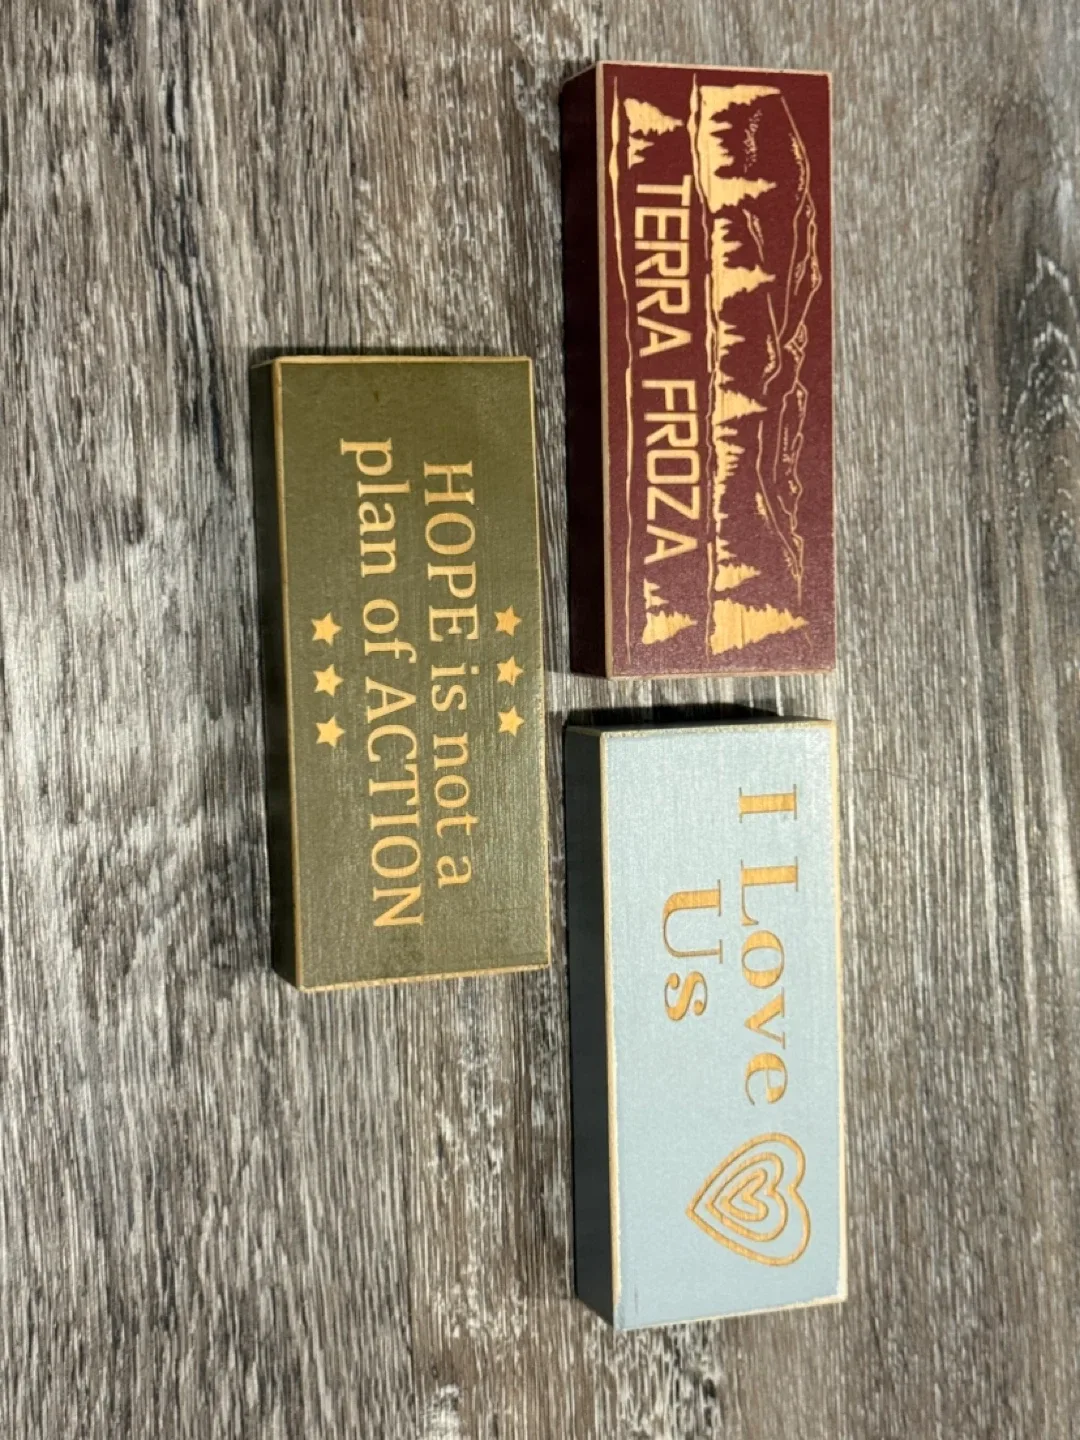 TERRA FROZA
I Love
Us
HOPE is not a
plan of ACTION